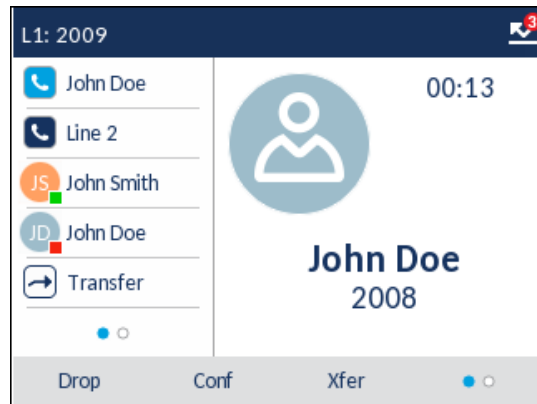 L1: 2009
3
John Doe
Line 2
JS John Smith
JD John Doe
Transfer
00:13
John Doe
2008
Drop Conf Xfer